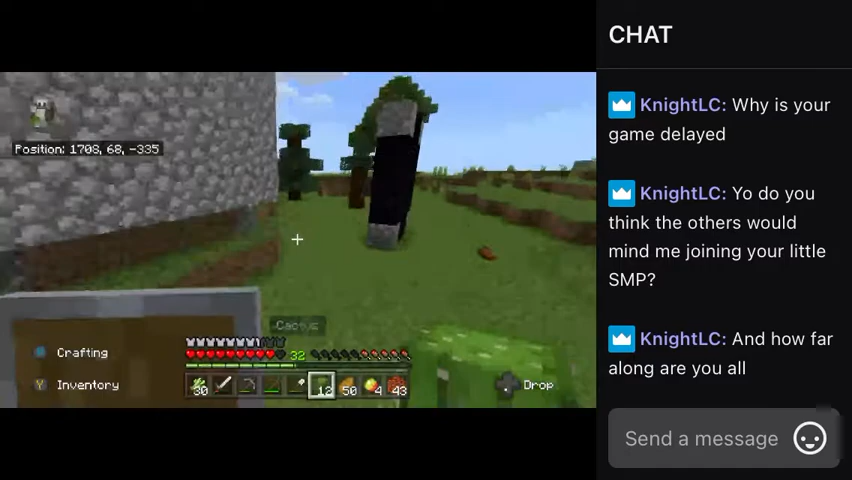 CHAT
KnightLC: Why is your
game delayed
KnightLC: Yo do you
think the others would
mind me joining your little
SMP?
KnightLC: And how far
along are you all
Send a message
Position: 1708, 68, -335
Cactus
32
Crafting
Y Inventory
30 12 50 4 43
Drop